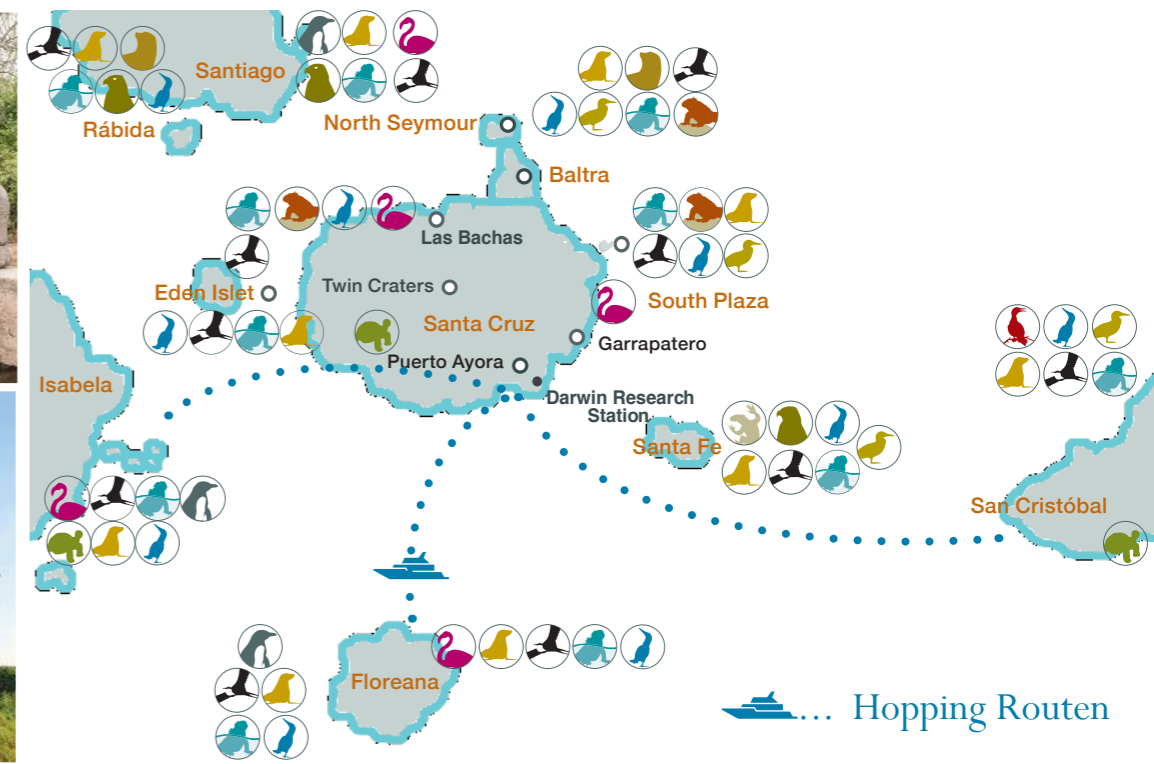 Santiago
Rábida
North Seymour
Baltra
Las Bachas
Eden Islet
Twin Craters
South Plaza
Santa Cruz
Garrapatero
Puerto Ayora
Isabela
Darwin Research
Station
Santa Fe
San Cristóbal
Floreana
... Hopping Routen